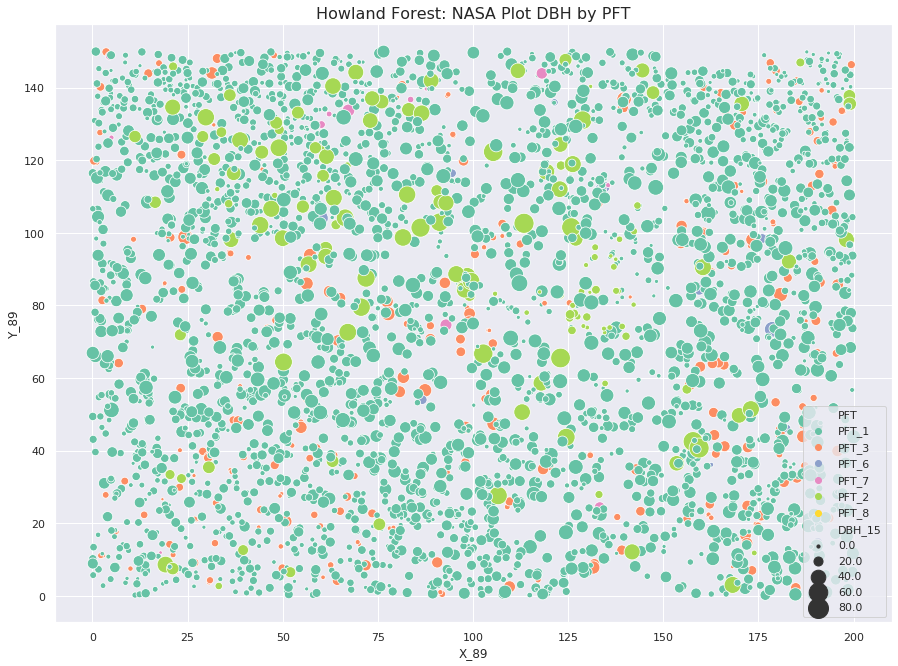 Howland Forest: NASA Plot DBH by PFT
Y_89
140
120
100
80
60
40
20
0
0
25
50
75
100
125
150
175
200
X_89
PFT
PFT_1
PFT_3
PFT_6
PFT_7
PFT_2
PFT_8
DBH_15
0.0
20.0
40.0
60.0
80.0